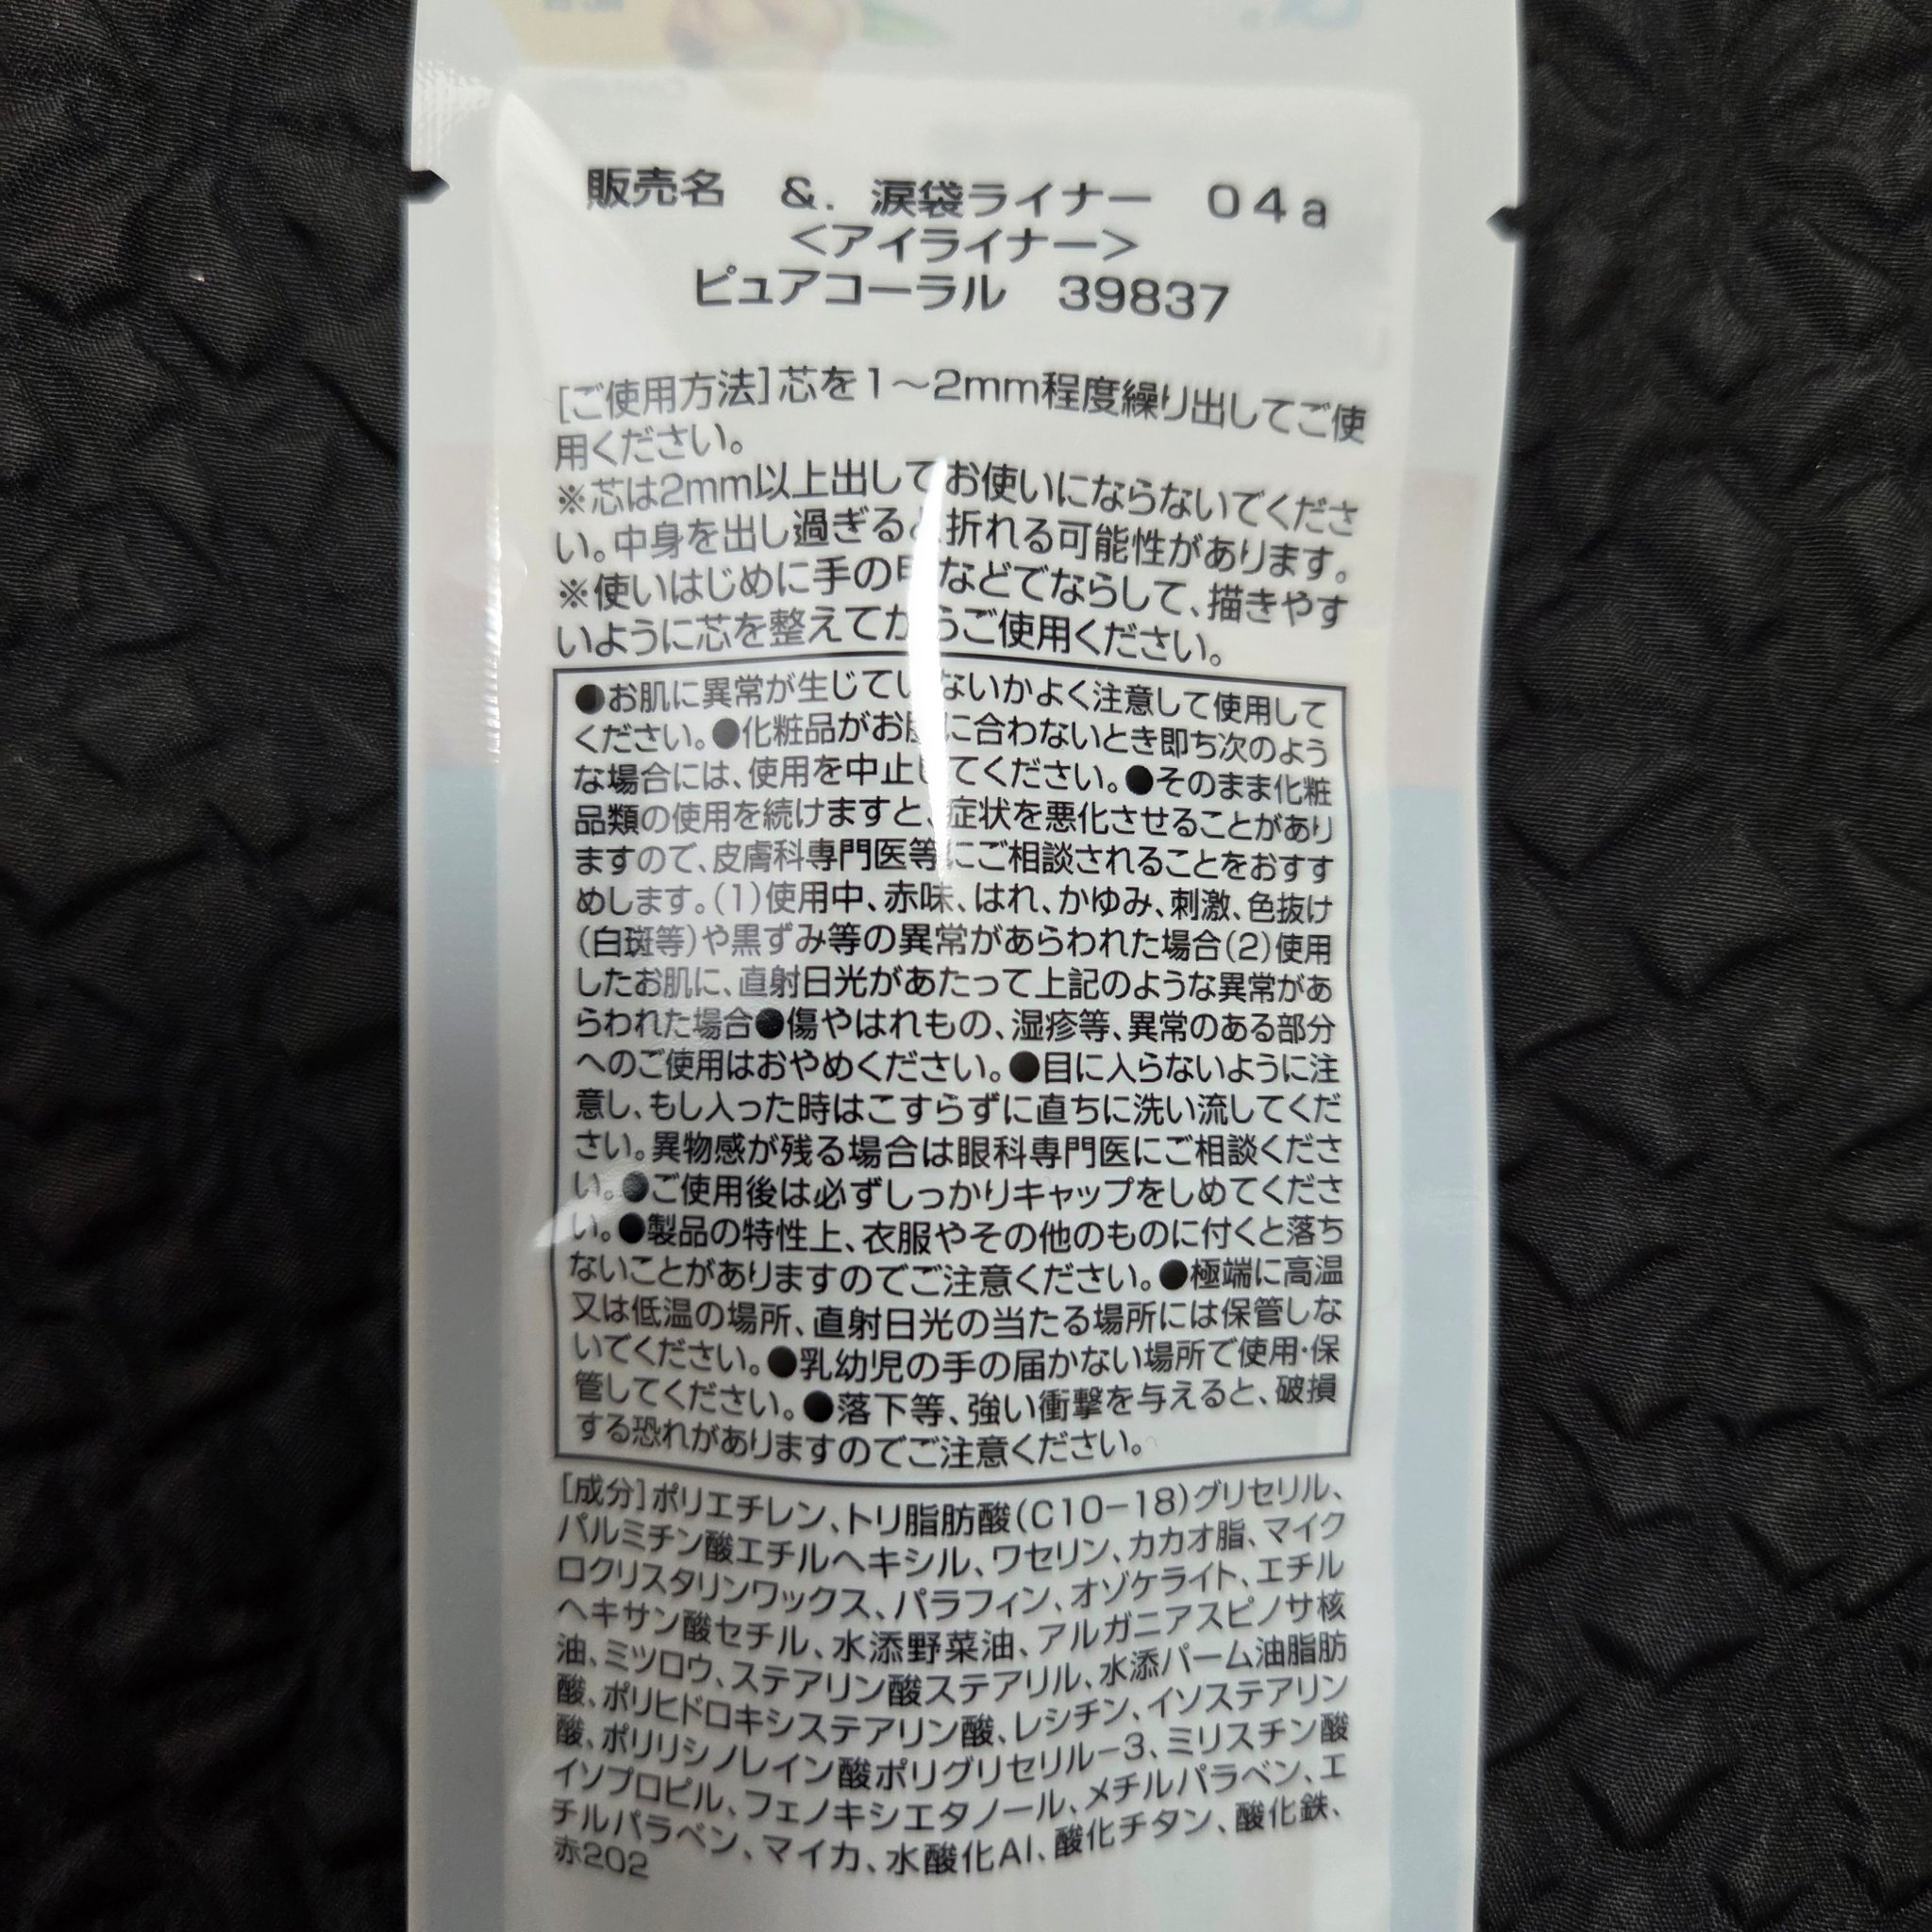 販売名 &. 涙袋ライナー 04a
<アイライナー>
ピュアコーラル 39837
[ご使用方法]芯を1～2mm程度繰り出してご使
用ください。
※芯は2mm以上出してお使いにならないでくださ
い。中身を出し過ぎると折れる可能性があります。
※使いはじめに手の甲などでならして、描きやす
いように芯を整えてからご使用ください。
●お肌に異常が生じていないかよく注意して使用して
ください。●化粧品がお肌に合わないとき即ち次のよう
な場合には、使用を中止してください。●そのまま化粧
品類の使用を続けますと、症状を悪化させることがあり
ますので、皮膚科専門医等にご相談されることをおすす
めします。(1)使用中、赤味、はれ、かゆみ、刺激、色抜け
(白斑等)や黒ずみ等の異常があらわれた場合(2)使用
したお肌に、直射日光があたって上記のような異常があ
らわれた場合●傷やはれもの、湿疹等、異常のある部分
へのご使用はおやめください。●目に入らないように注
意し、もし入った時はこすらずに直ちに洗い流してくだ
さい。異物感が残る場合は眼科専門医にご相談くださ
い。●ご使用後は必ずしっかりキャップをしめてくださ
い。●製品の特性上、衣服やその他のものに付くと落ち
ないことがありますのでご注意ください。●極端に高温
又は低温の場所、直射日光の当たる場所には保管しな
いでください。●乳幼児の手の届かない場所で使用・保
管してください。●落下等、強い衝撃を与えると、破損
する恐れがありますのでご注意ください。
[成分]ポリエチレン、トリ脂肪酸(C10-18)グリセリル、
パルミチン酸エチルヘキシル、ワセリン、カカオ脂、マイク
ロクリスタリンワックス、パラフィン、オゾケライト、エチル
ヘキサン酸セチル、水添野菜油、アルガニアスピノサ核
油、ミツロウ、ステアリン酸ステアリル、水添パーム油脂肪
酸、ポリヒドロキシステアリン酸、レシチン、イソステアリン
酸、ポリリシノレイン酸ポリグリセリル-3、ミリスチン酸
イソプロピル、フェノキシエタノール、メチルパラベン、エ
チルパラベン、マイカ、水酸化Al、酸化チタン、酸化鉄、
赤202